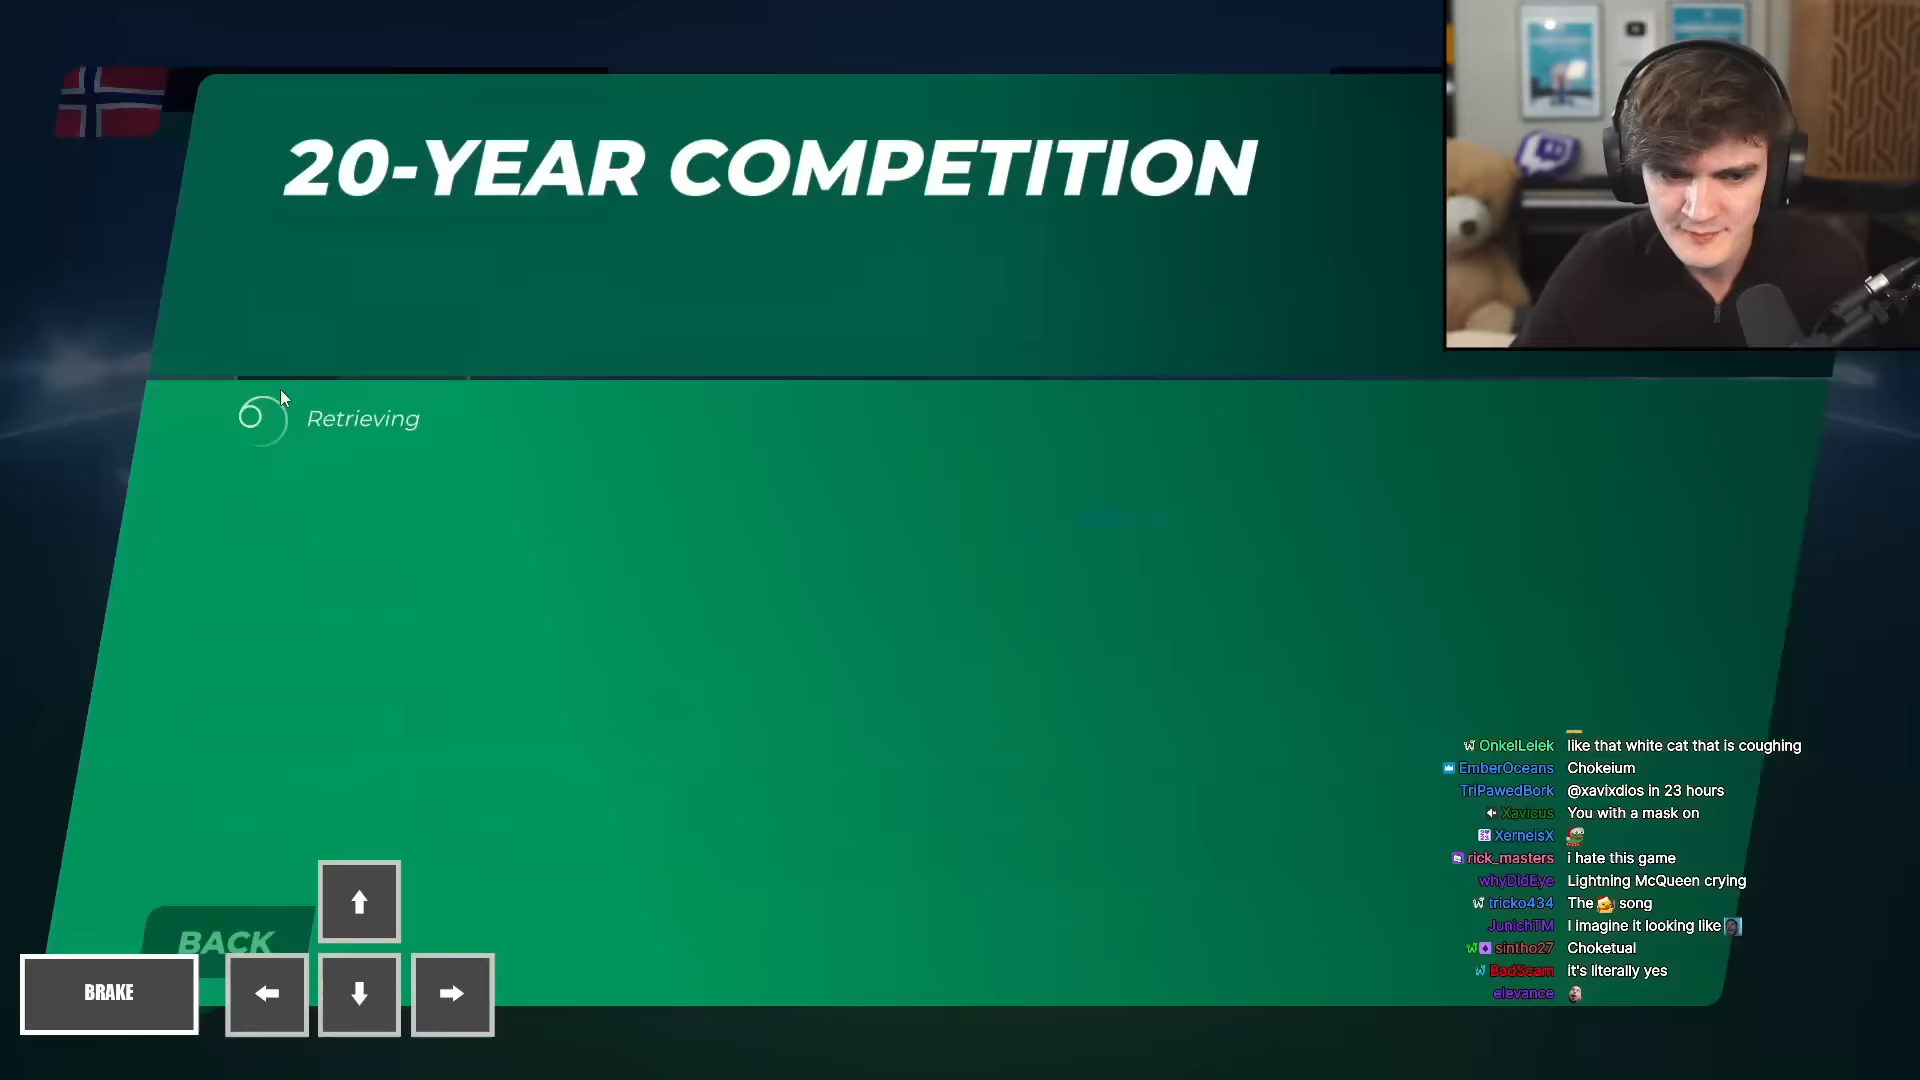 20-YEAR COMPETITION
Retrieving
OnkelLelek like that white cat that is coughing
EmberOceans Chokeium
TriPawedBork @xavixdios in 23 hours
Xavicus You with a mask on
XerneisX
rick_masters i hate this game
whyDidEye Lightning McQueen crying
tricko434 The song
JunichTM I imagine it looking like
sintho27 Choketual
BadScam it's literally yes
elevance
BACK
BRAKE